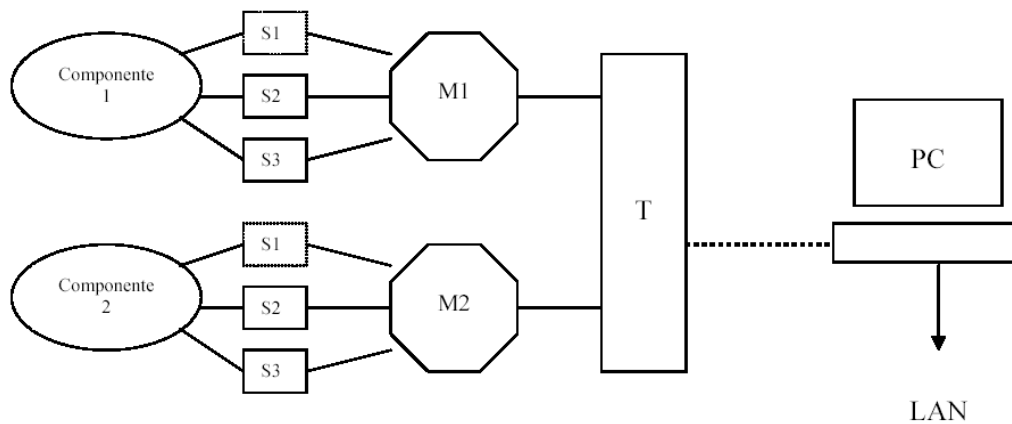 Componente
1
S1
S2
S3
M1
Componente
2
S1
S2
S3
M2
T
PC
LAN